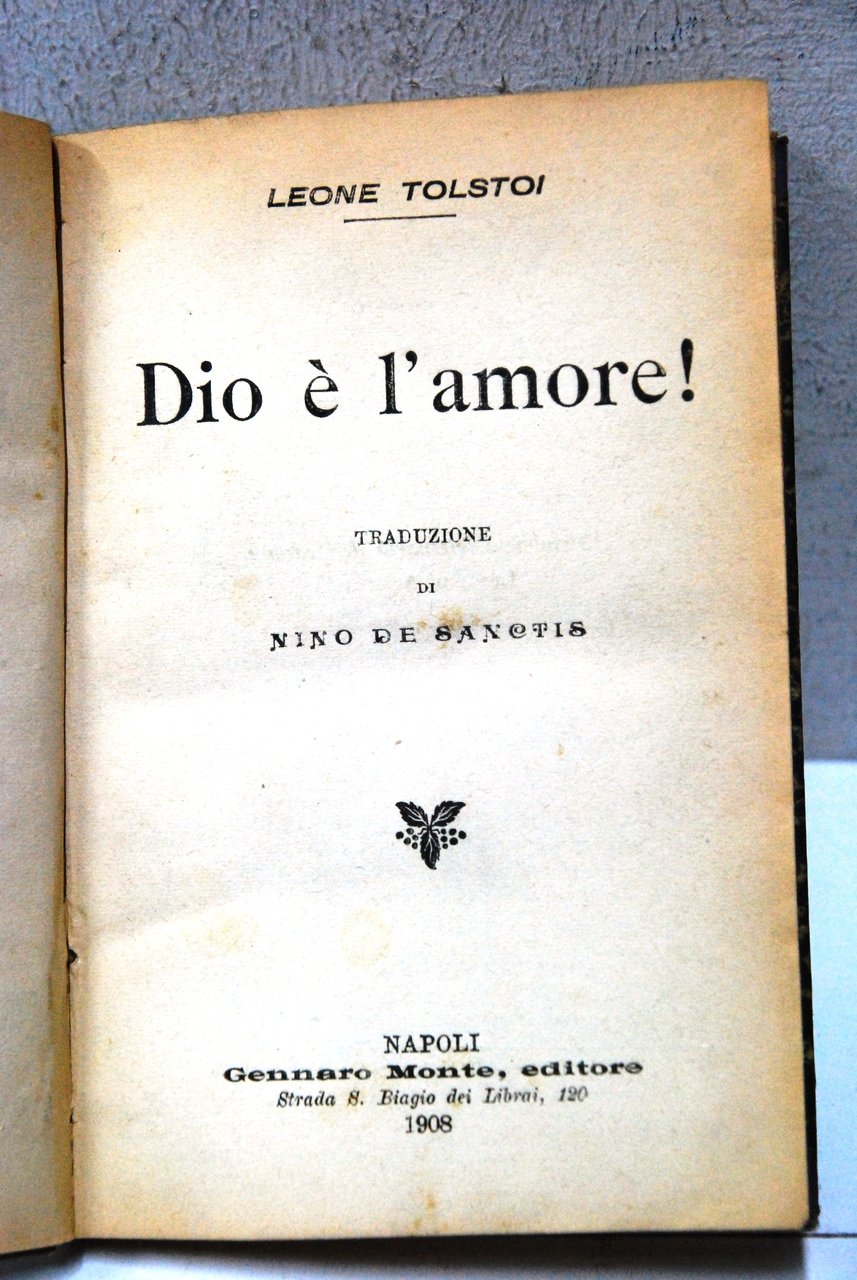 LEONE TOLSTOI
Dio è l'amore!
TRADUZIONE
DI
NINO DE SANCTIS
NAPOLI
Gennaro Monte, editore
Strada S. Biagio dei Librai, 120
1908